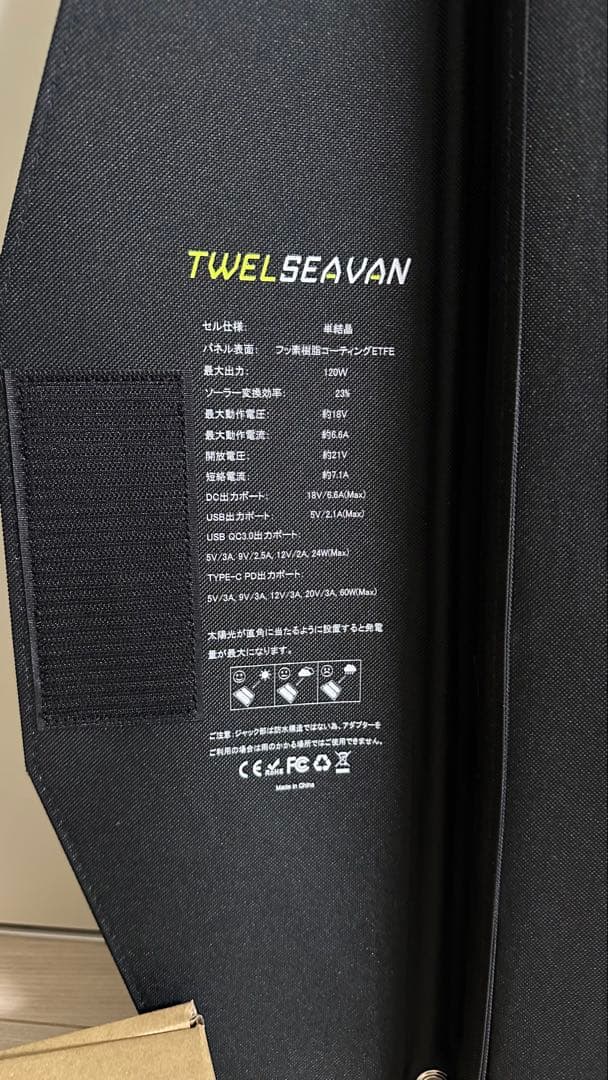 TWELSEAVAN
セル仕様: 単結晶
パネル表面: フッ素樹脂コーティングETFE
最大出力: 120W
ソーラー変換効率: 23%
最大動作電圧: 約18V
最大動作電流: 約6.6A
開放電圧: 約21V
短絡電流: 約7.1A
DC出力ポート: 18V/6.6A(Max)
USB出力ポート 5V/2.1A(Max)
USB QC3.0出力ポート:
5V/3A, 9V/2.5A, 12V/2A, 24W(Max)
TYPE-C PD出力ポート:
5V/3A, 9V/3A, 12V/3A, 20V/3A, 60W(Max)
太陽光が直角に当たるように設置すると発電
量が最大になります。
ご注意:ジャック部は防水構造ではない為、アダプターを
ご利用の場合は雨のかかる場所ではご使用できません。
CE RoHS FC
Made in China